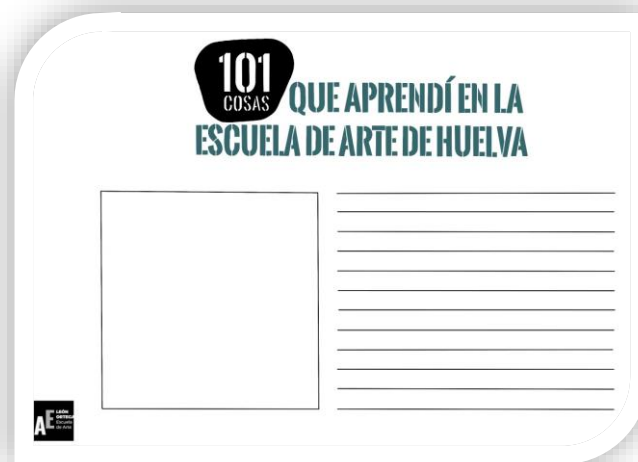 101
COSAS QUE APRENDÍ EN LA
ESCUELA DE ARTE DE HUELVA
AE LEÓN
ORTEGA
Escuela
de Arte